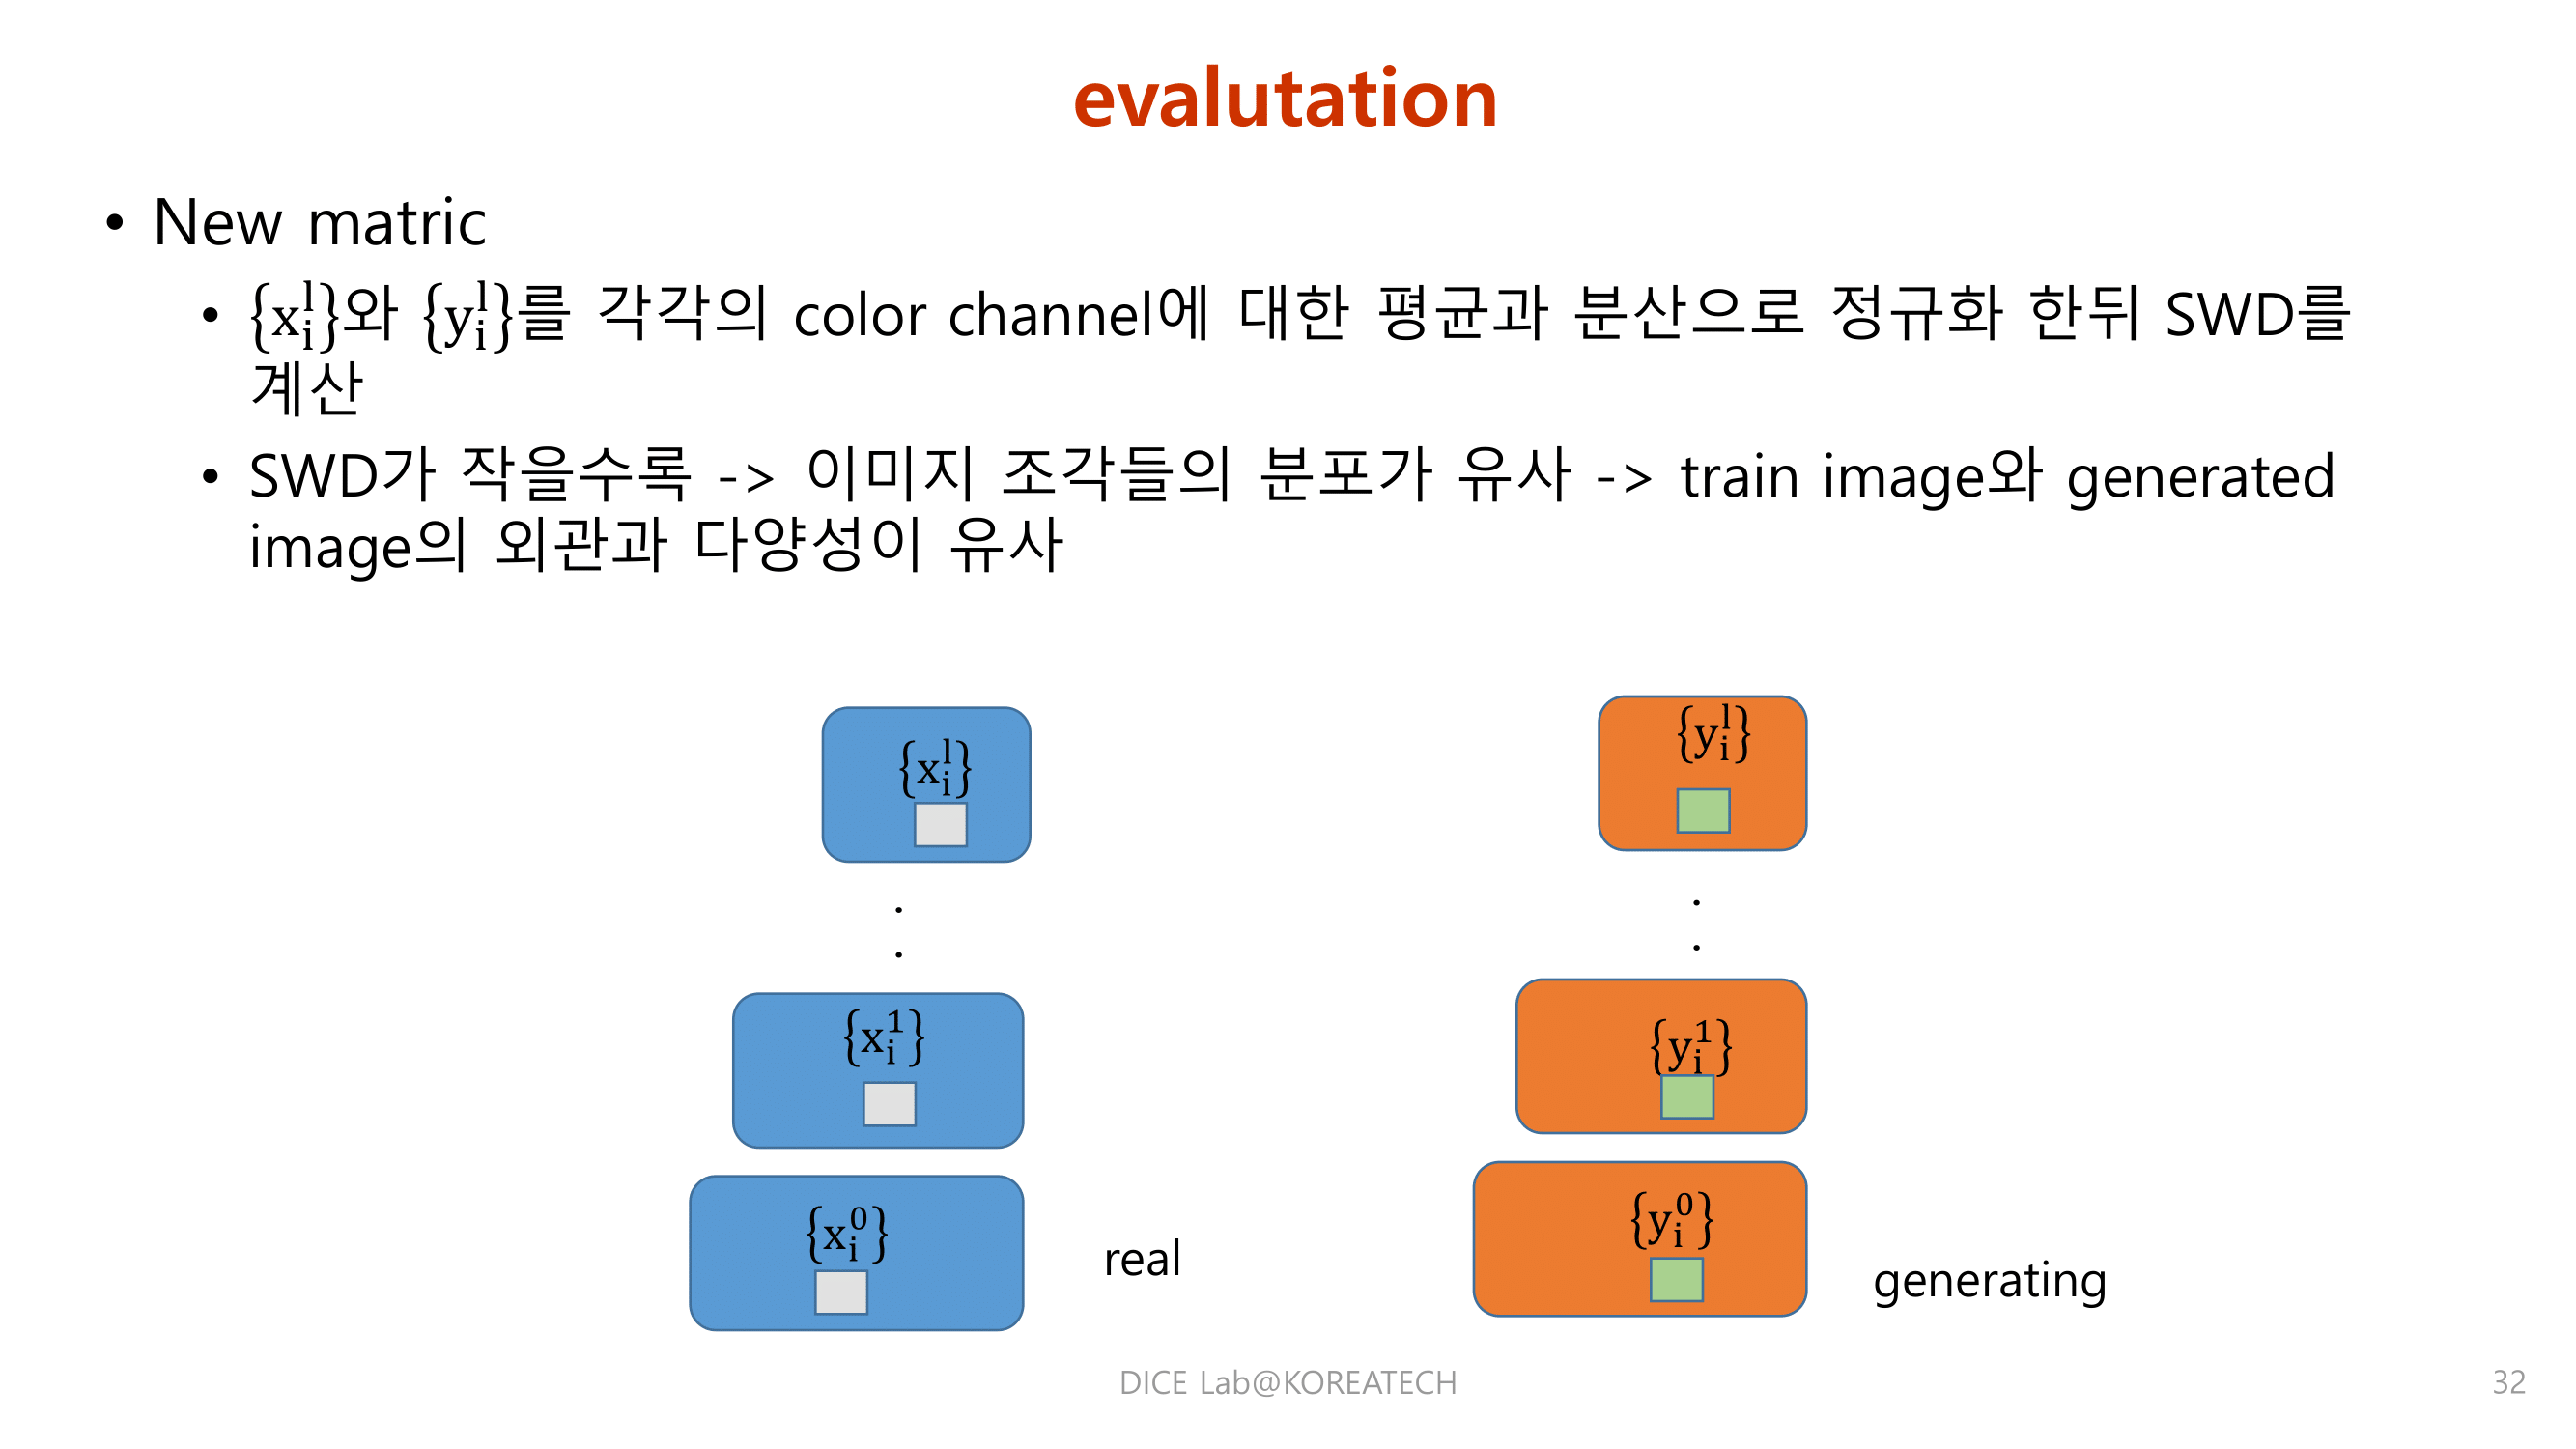 evalutation
• New matric
• {x_i^l}와 {y_i^l}를 각각의 color channel에 대한 평균과 분산으로 정규화 한뒤 SWD를
계산
• SWD가 작을수록 -> 이미지 조각들의 분포가 유사 -> train image와 generated
image의 외관과 다양성이 유사
{x_i^l}
{y_i^l}
.
.
.
.
{x_i^1}
{y_i^1}
{x_i^0}
{y_i^0}
real
generating
DICE Lab@KOREATECH
32